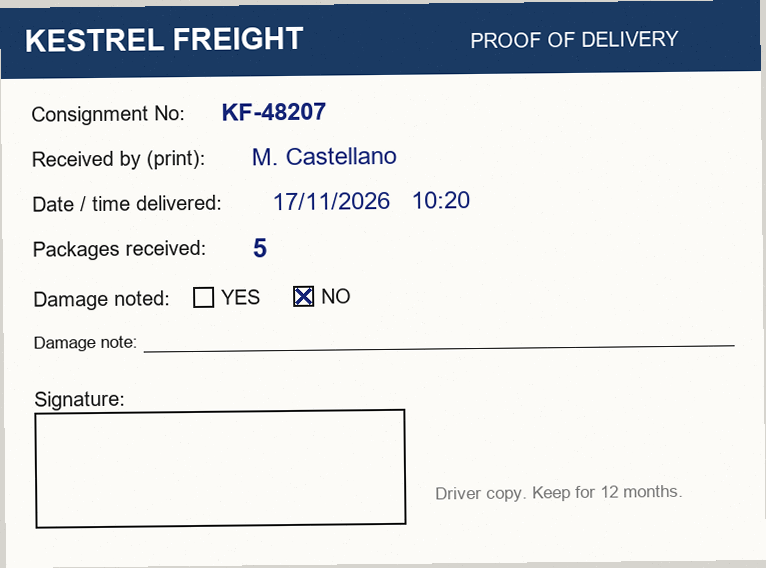 KESTREL FREIGHT PROOF OF DELIVERY
Consignment No: KF-48207
Received by (print): M. Castellano
Date / time delivered: 17/11/2026 10:20
Packages received: 5
Damage noted: YES NO
Damage note:
Signature:
Driver copy. Keep for 12 months.